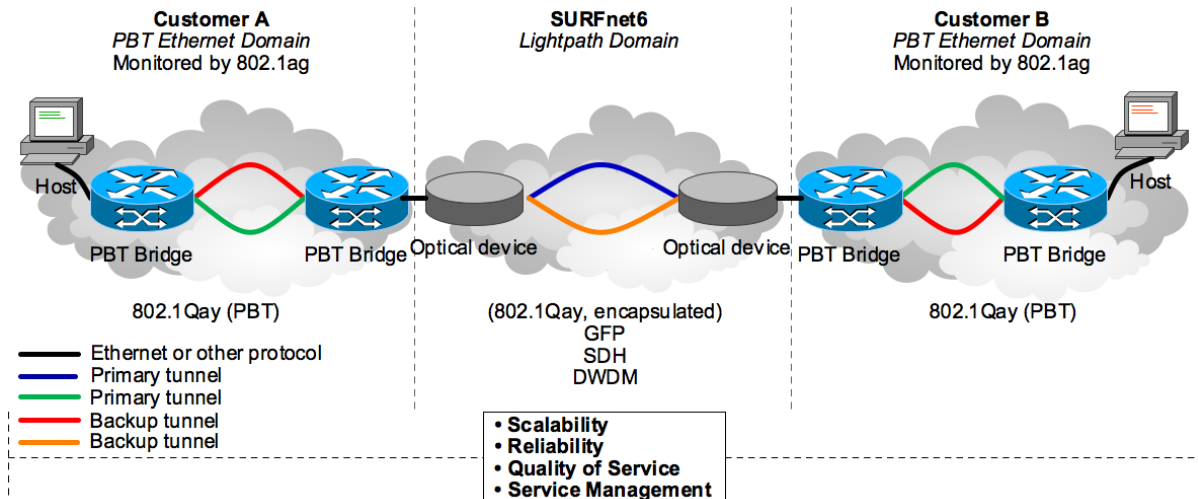 Customer A
PBT Ethernet Domain
Monitored by 802.1ag
SURFnet6
Lightpath Domain
Customer B
PBT Ethernet Domain
Monitored by 802.1ag
Host
PBT Bridge
PBT Bridge
Optical device
Optical device
PBT Bridge
PBT Bridge
Host
802.1Qay (PBT)
(802.1Qay, encapsulated)
GFP
SDH
DWDM
802.1Qay (PBT)
Ethernet or other protocol
Primary tunnel
Primary tunnel
Backup tunnel
Backup tunnel
• Scalability
• Reliability
• Quality of Service
• Service Management